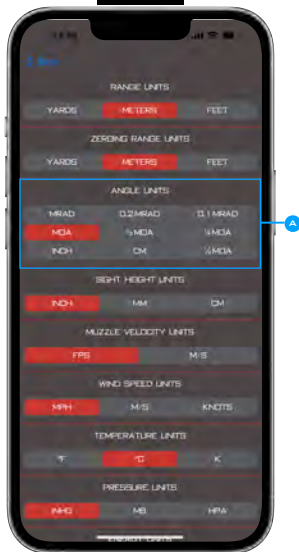 RANGE UNITS
YARDS METERS FEET
ZEROING RANGE UNITS
YARDS METERS FEET
ANGLE UNITS
MRAD 0.2 MRAD 0.1 MRAD
MOA ½ MOA ¼ MOA
INCH CM ⅛ MOA
A
SIGHT HEIGHT UNITS
INCH MM CM
MUZZLE VELOCITY UNITS
FPS M/S
WIND SPEED UNITS
MPH M/S KNOTS
TEMPERATURE UNITS
°F °C K
PRESSURE UNITS
INHG MB HPA
ENERGY UNITS